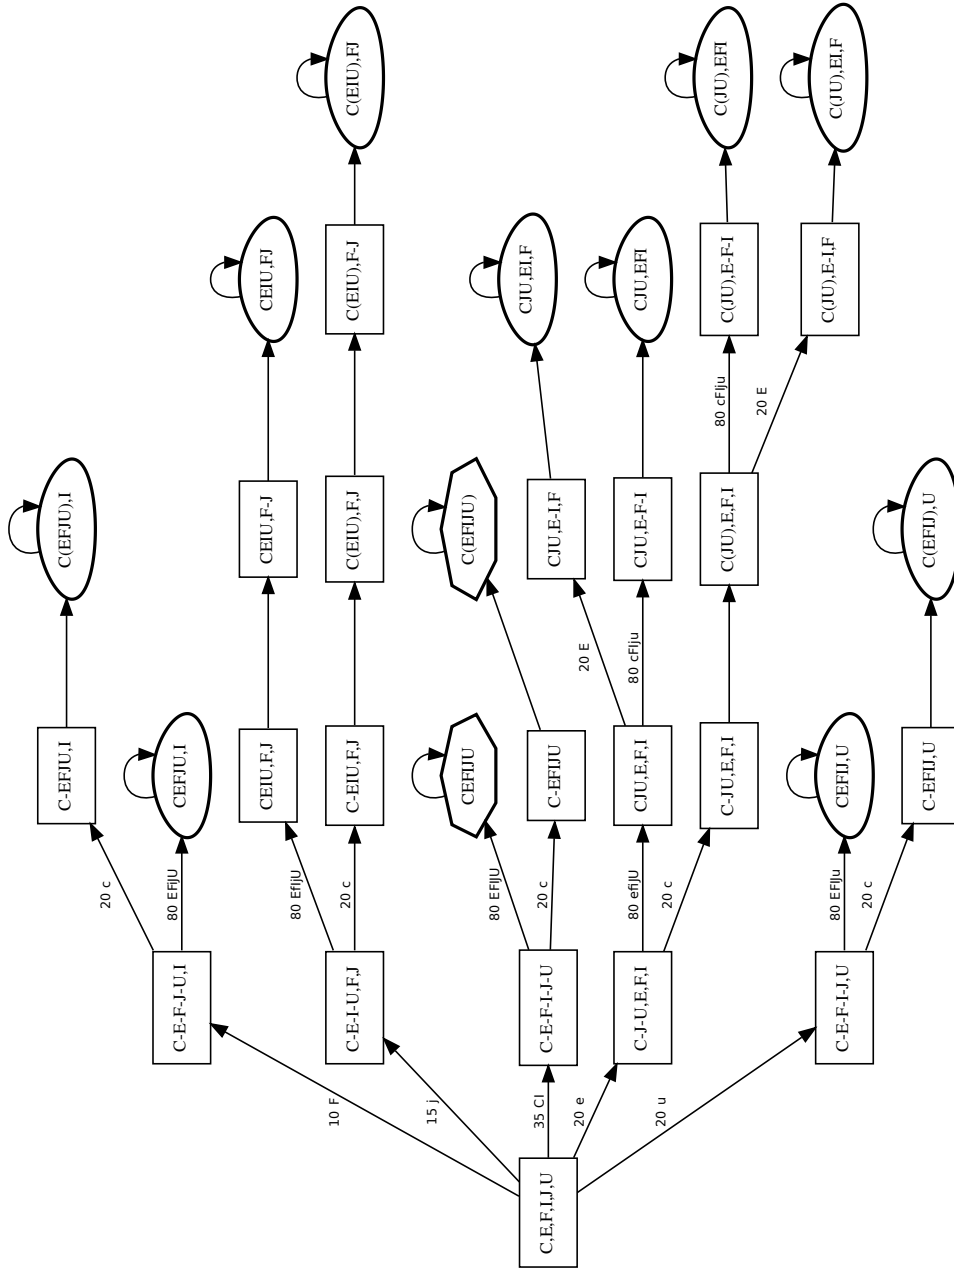 C(EIU),FJ
C(JU),EFI
C(JU),EI,F
CEIU,FJ
C(EIU),F-J
CJU,EI,F
CJU,EFI
C(JU),E-F-I
C(JU),E-I,F
80 cFIju
20 E
C(EFJU),I
CEIU,F-J
C(EIU),F,J
C(EFIJU)
CJU,E-I,F
CJU,E-F-I
C(JU),E,F,I
C(EFIJ),U
20 E
80 cFIju
C-EFJU,I
CEFJU,I
CEIU,F,J
C-EIU,F,J
CEFIJU
C-EFIJU
CJU,E,F,I
C-JU,E,F,I
CEFIJ,U
C-EFIJ,U
20 c
80 EFIJU
80 EfIjU
20 c
80 EFIJU
20 c
80 efIjU
20 c
80 EFIJu
20 c
C-E-F-J-U,I
C-E-I-U,F,J
C-E-F-I-J-U
C-J-U,E,F,I
C-E-F-I-J,U
10 F
15 j
35 CI
20 e
20 u
C,E,F,I,J,U